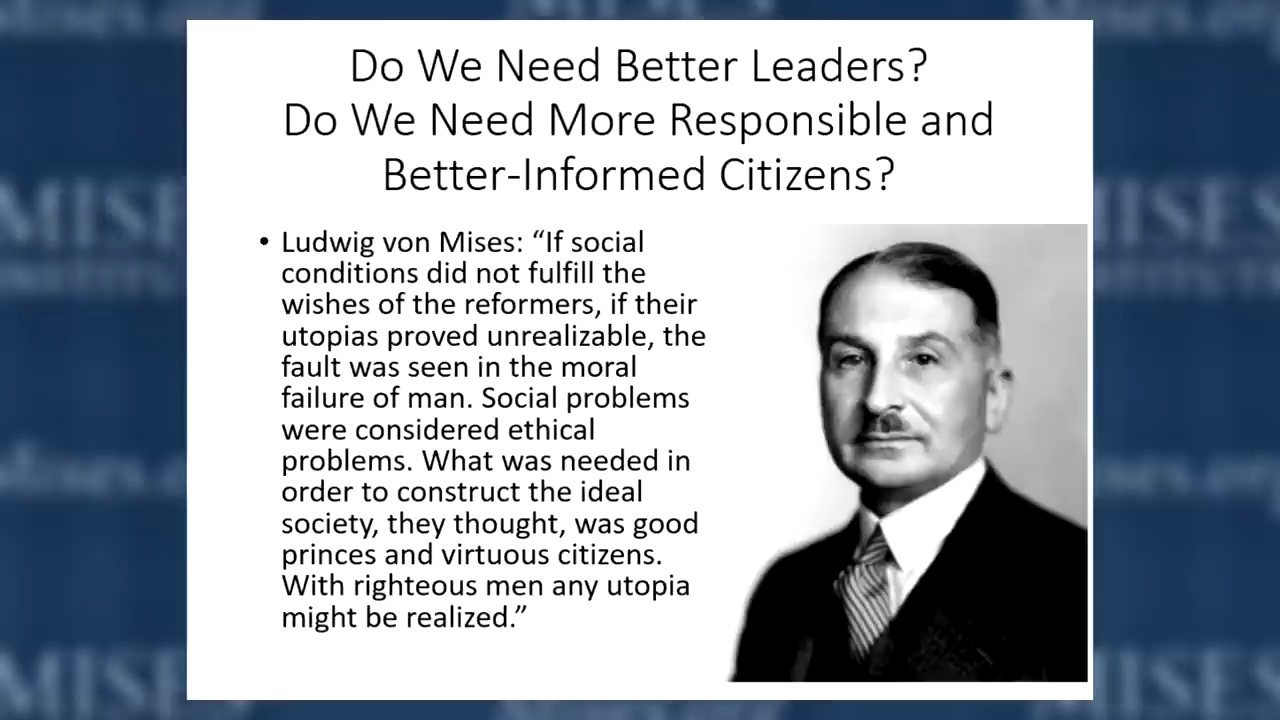 Do We Need Better Leaders?
Do We Need More Responsible and
Better-Informed Citizens?
• Ludwig von Mises: “If social
conditions did not fulfill the
wishes of the reformers, if their
utopias proved unrealizable, the
fault was seen in the moral
failure of man. Social problems
were considered ethical
problems. What was needed in
order to construct the ideal
society, they thought, was good
princes and virtuous citizens.
With righteous men any utopia
might be realized.”